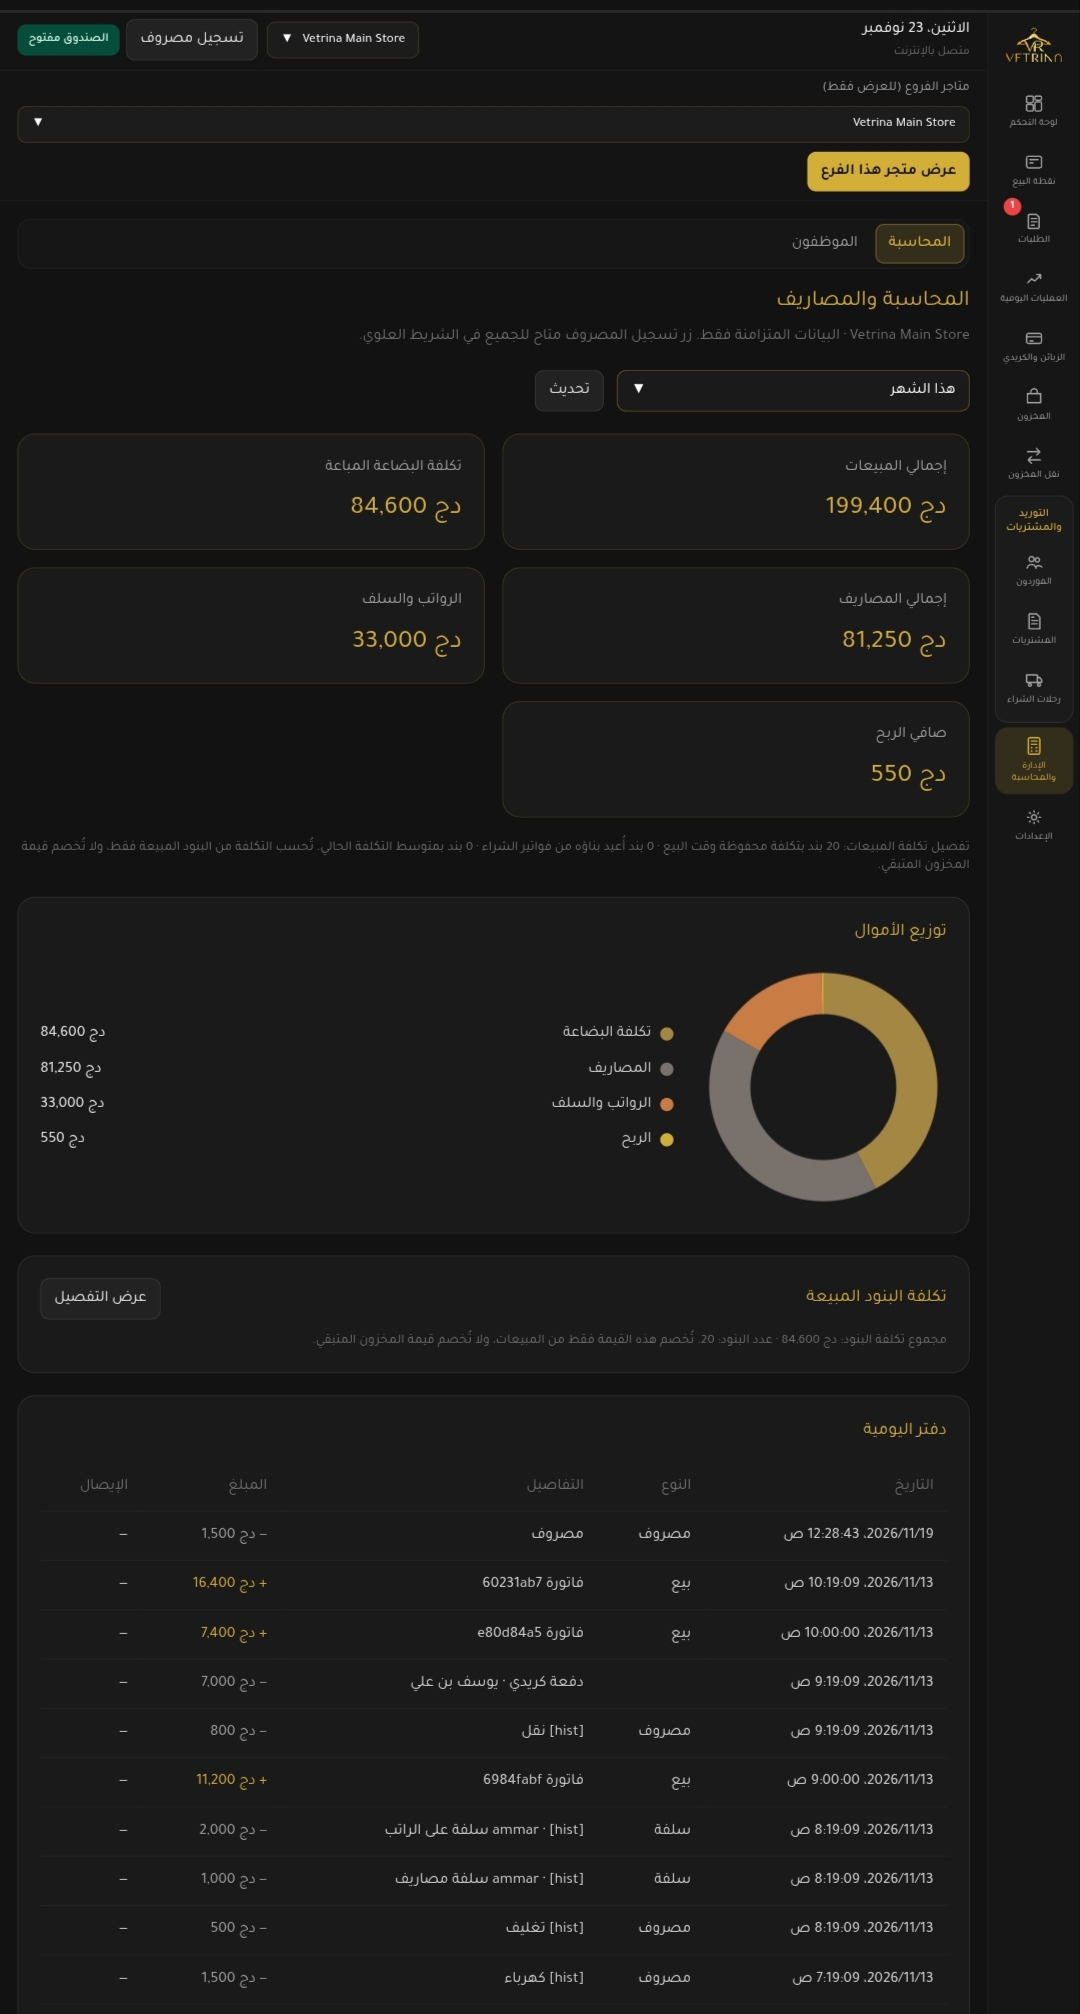 VR
VETRINA
لوحة التحكم
نقطة البيع
1
الطلبات
العمليات اليومية
الزبائن والكريدي
المخزون
نقل المخزون
التوريد
والمشتريات
الموردون
المشتريات
رحلات الشراء
الإدارة
والمحاسبة
الإعدادات
الاثنين، 23 نوفمبر
متصل بالإنترنت
Vetrina Main Store ▼
تسجيل مصروف
الصندوق مفتوح
متاجر الفروع (للعرض فقط)
Vetrina Main Store ▼
عرض متجر هذا الفرع
المحاسبة
الموظفون
المحاسبة والمصاريف
Vetrina Main Store · البيانات المتزامنة فقط. زر تسجيل المصروف متاح للجميع في الشريط العلوي.
هذا الشهر ▼
تحديث
إجمالي المبيعات
دج 199,400
تكلفة البضاعة المباعة
دج 84,600
إجمالي المصاريف
دج 81,250
الرواتب والسلف
دج 33,000
صافي الربح
دج 550
تفصيل تكلفة المبيعات: 20 بند بتكلفة محفوظة وقت البيع · 0 بند أُعيد بناؤه من فواتير الشراء · 0 بند بمتوسط التكلفة الحالي. تُحسب التكلفة من البنود المبيعة فقط، ولا تُخصم قيمة
المخزون المتبقي.
توزيع الأموال
تكلفة البضاعة دج 84,600
المصاريف دج 81,250
الرواتب والسلف دج 33,000
الربح دج 550
تكلفة البنود المبيعة
عرض التفصيل
مجموع تكلفة البنود: دج 84,600 · عدد البنود: 20. تُخصم هذه القيمة فقط من المبيعات، ولا تُخصم قيمة المخزون المتبقي.
دفتر اليومية
التاريخ النوع التفاصيل المبلغ الإيصال
2026/11/19، 12:28:43 ص مصروف مصروف – دج 1,500 –
2026/11/13، 10:19:09 ص بيع فاتورة 60231ab7 + دج 16,400 –
2026/11/13، 10:00:00 ص بيع فاتورة e80d84a5 + دج 7,400 –
2026/11/13، 9:19:09 ص دفعة كريدي · يوسف بن علي – دج 7,000 –
2026/11/13، 9:19:09 ص مصروف [hist] نقل – دج 800 –
2026/11/13، 9:00:00 ص بيع فاتورة 6984fabf + دج 11,200 –
2026/11/13، 8:19:09 ص سلفة [hist] · ammar سلفة على الراتب – دج 2,000 –
2026/11/13، 8:19:09 ص سلفة [hist] · ammar سلفة مصاريف – دج 1,000 –
2026/11/13، 8:19:09 ص مصروف [hist] تغليف – دج 500 –
2026/11/13، 7:19:09 ص مصروف [hist] كهرباء – دج 1,500 –